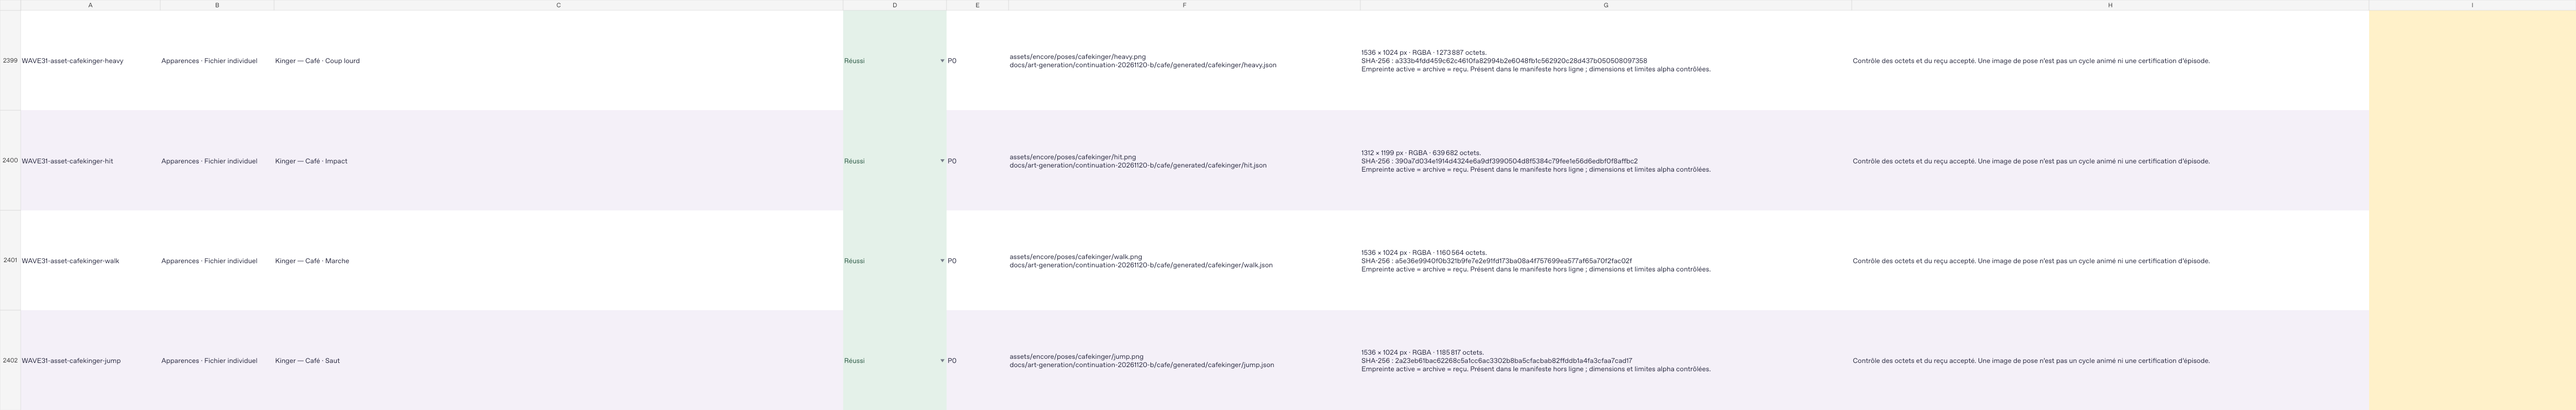 A B C D E F G H I
2399 WAVE31-asset-cafekinger-heavy Apparences · Fichier individuel Kinger — Café · Coup lourd Réussi P0
assets/encore/poses/cafekinger/heavy.png
docs/art-generation/continuation-20261120-b/cafe/generated/cafekinger/heavy.json
1536 × 1024 px · RGBA · 1 273 887 octets.
SHA-256 : a333b4fdd459c62c4610fa82994b2e6048fb1c562920c28d437b050508097358
Empreinte active = archive = reçu. Présent dans le manifeste hors ligne ; dimensions et limites alpha contrôlées.
Contrôle des octets et du reçu accepté. Une image de pose n’est pas un cycle animé ni une certification d’épisode.
2400 WAVE31-asset-cafekinger-hit Apparences · Fichier individuel Kinger — Café · Impact Réussi P0
assets/encore/poses/cafekinger/hit.png
docs/art-generation/continuation-20261120-b/cafe/generated/cafekinger/hit.json
1312 × 1199 px · RGBA · 639 682 octets.
SHA-256 : 390a7d034e1914d4324e6a9df3990504d8f5384c79fee1e56d6edbf0f8affbc2
Empreinte active = archive = reçu. Présent dans le manifeste hors ligne ; dimensions et limites alpha contrôlées.
Contrôle des octets et du reçu accepté. Une image de pose n’est pas un cycle animé ni une certification d’épisode.
2401 WAVE31-asset-cafekinger-walk Apparences · Fichier individuel Kinger — Café · Marche Réussi P0
assets/encore/poses/cafekinger/walk.png
docs/art-generation/continuation-20261120-b/cafe/generated/cafekinger/walk.json
1536 × 1024 px · RGBA · 1 160 564 octets.
SHA-256 : a5e36e9940f0b321b9fe7e2e91fd173ba08a4f757699ea577af65a70f2fac02f
Empreinte active = archive = reçu. Présent dans le manifeste hors ligne ; dimensions et limites alpha contrôlées.
Contrôle des octets et du reçu accepté. Une image de pose n’est pas un cycle animé ni une certification d’épisode.
2402 WAVE31-asset-cafekinger-jump Apparences · Fichier individuel Kinger — Café · Saut Réussi P0
assets/encore/poses/cafekinger/jump.png
docs/art-generation/continuation-20261120-b/cafe/generated/cafekinger/jump.json
1536 × 1024 px · RGBA · 1 185 817 octets.
SHA-256 : 2a23eb61bac62268c5a1cc6ac3302b8ba5cfacbab82ffddb1a4fa3cfaa7cad17
Empreinte active = archive = reçu. Présent dans le manifeste hors ligne ; dimensions et limites alpha contrôlées.
Contrôle des octets et du reçu accepté. Une image de pose n’est pas un cycle animé ni une certification d’épisode.